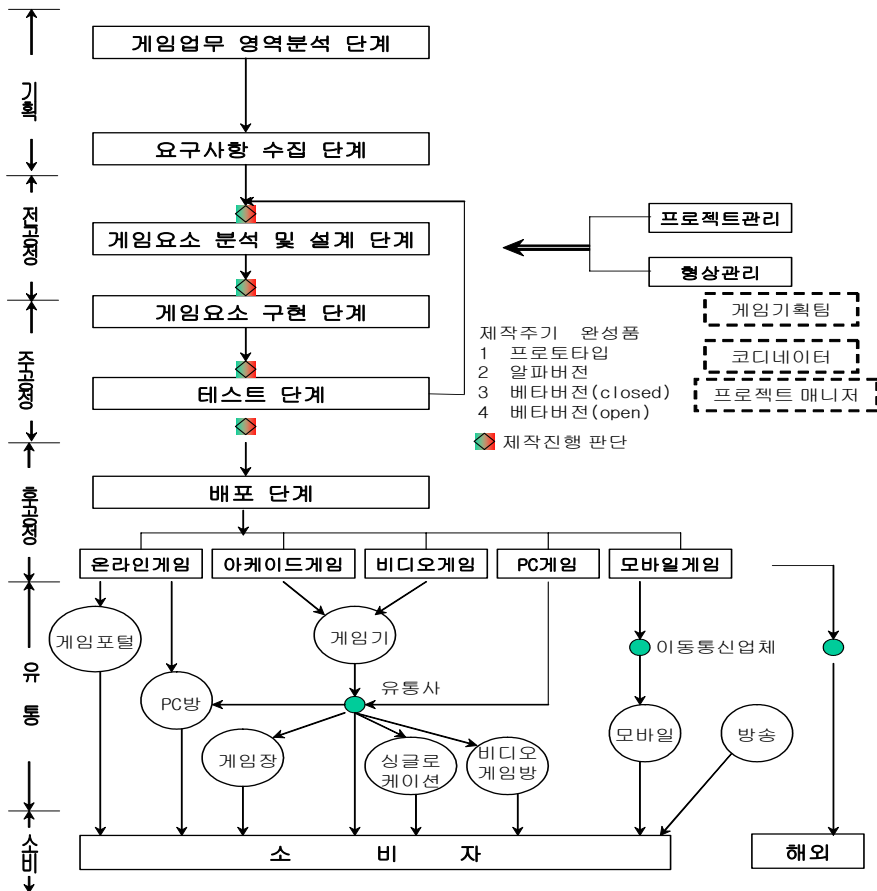 게임업무 영역분석 단계
기획
요구사항 수집 단계
전공정
게임요소 분석 및 설계 단계
프로젝트관리
형상관리
게임요소 구현 단계
게임기획팀
주공정
제작주기 완성품
1 프로토타입
2 알파버전
3 베타버전(closed)
4 베타버전(open)
코디네이터
프로젝트 매니저
테스트 단계
제작진행 판단
후공정
배포 단계
온라인게임
아케이드게임
비디오게임
PC게임
모바일게임
유통
게임포털
게임기
이동통신업체
유통사
PC방
게임장
싱글로
케이션
비디오
게임방
모바일
방송
소비
소 비 자
해외